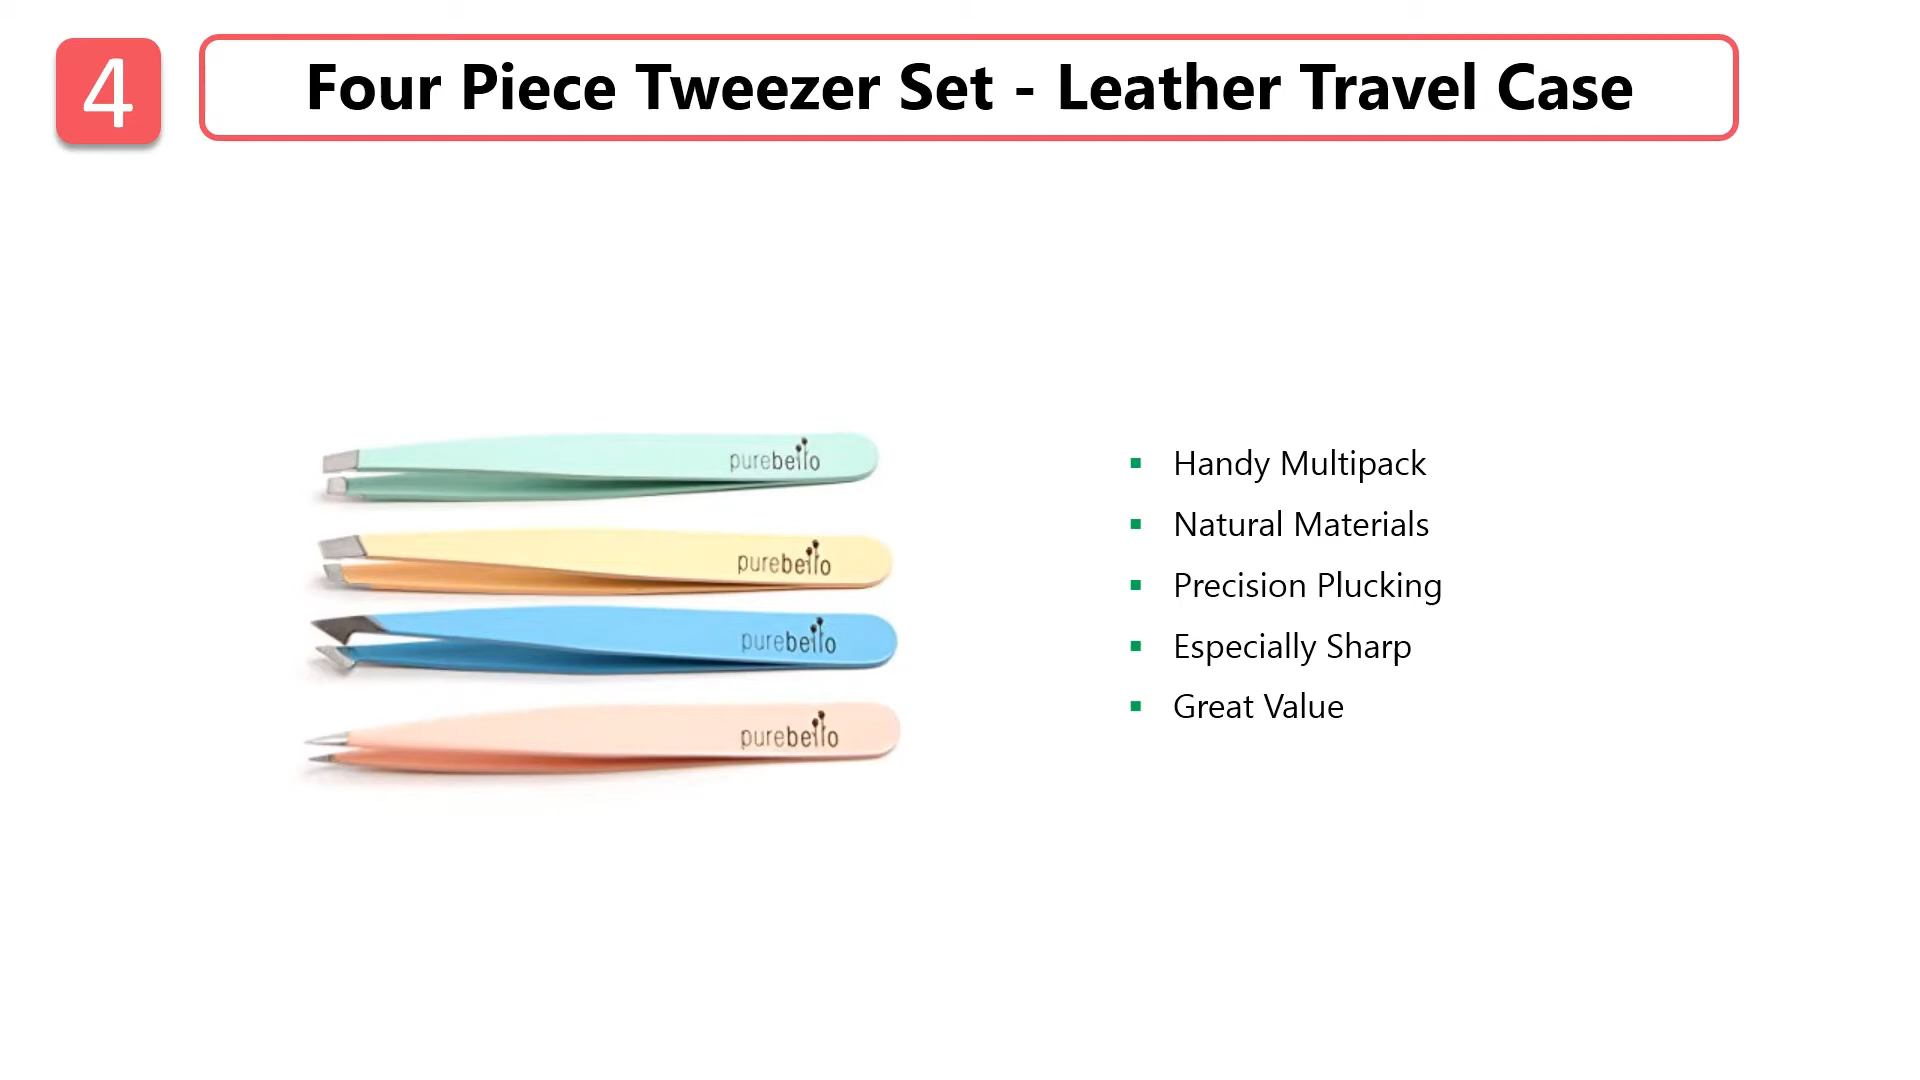 4
Four Piece Tweezer Set - Leather Travel Case
purebello
purebello
purebello
purebello
Handy Multipack
Natural Materials
Precision Plucking
Especially Sharp
Great Value